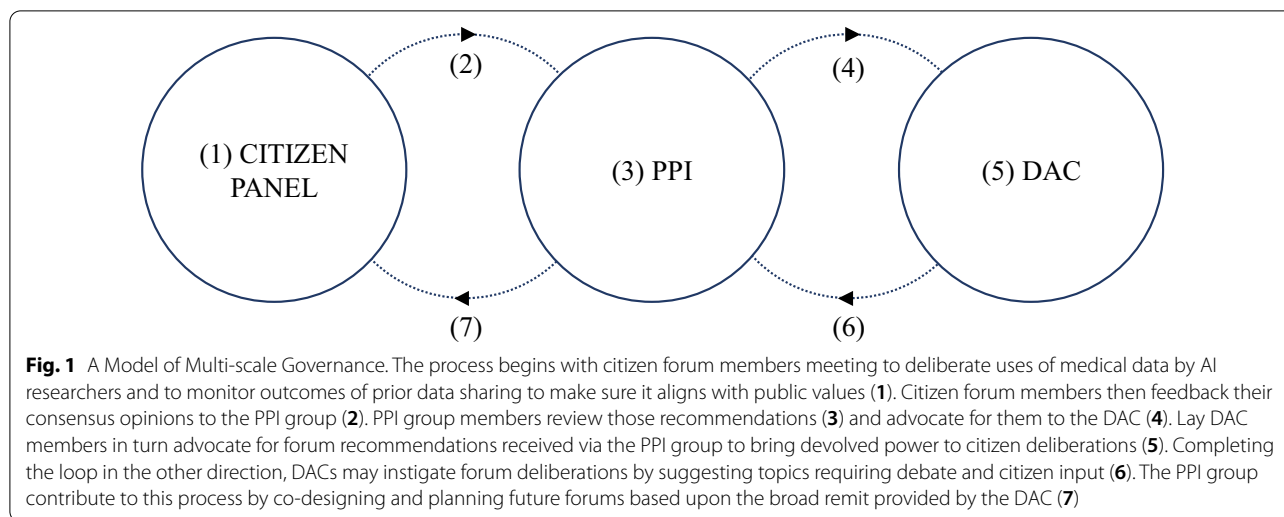 (2)
(4)
(1) CITIZEN
PANEL
(3) PPI
(5) DAC
(7)
(6)
Fig. 1 A Model of Multi-scale Governance. The process begins with citizen forum members meeting to deliberate uses of medical data by AI
researchers and to monitor outcomes of prior data sharing to make sure it aligns with public values (1). Citizen forum members then feedback their
consensus opinions to the PPI group (2). PPI group members review those recommendations (3) and advocate for them to the DAC (4). Lay DAC
members in turn advocate for forum recommendations received via the PPI group to bring devolved power to citizen deliberations (5). Completing
the loop in the other direction, DACs may instigate forum deliberations by suggesting topics requiring debate and citizen input (6). The PPI group
contribute to this process by co-designing and planning future forums based upon the broad remit provided by the DAC (7)